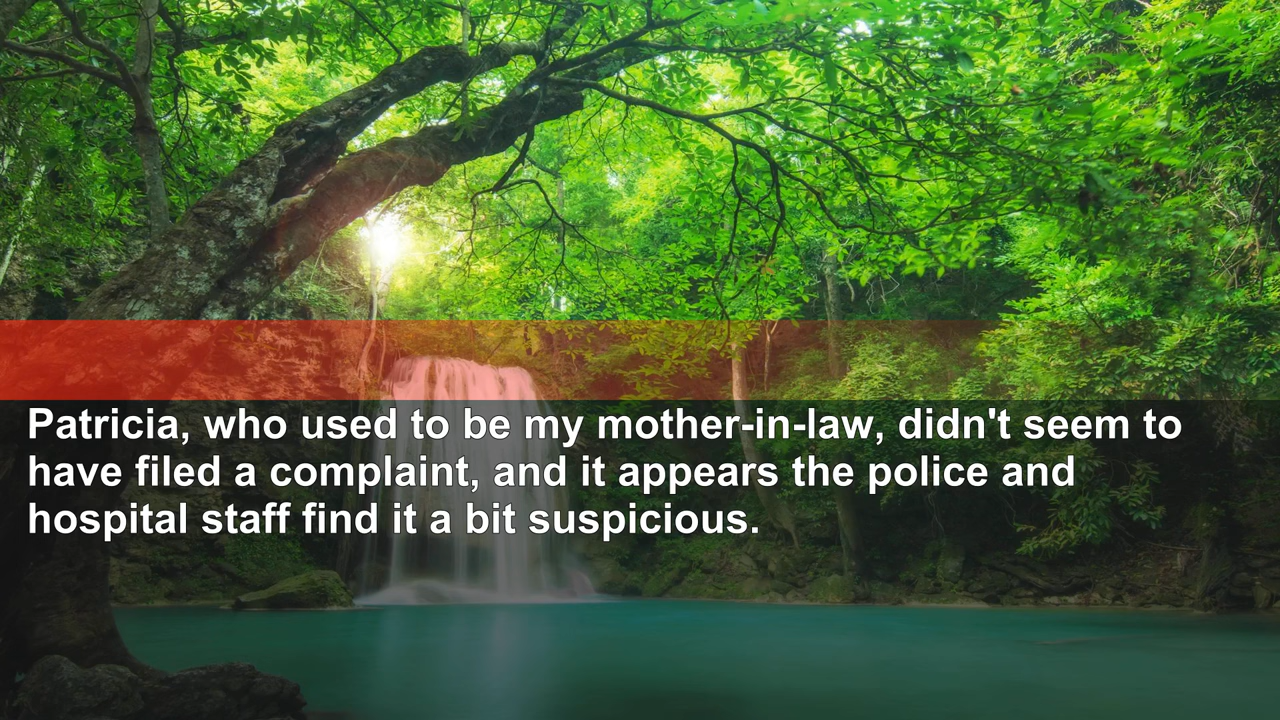 Patricia, who used to be my mother-in-law, didn't seem to
have filed a complaint, and it appears the police and
hospital staff find it a bit suspicious.